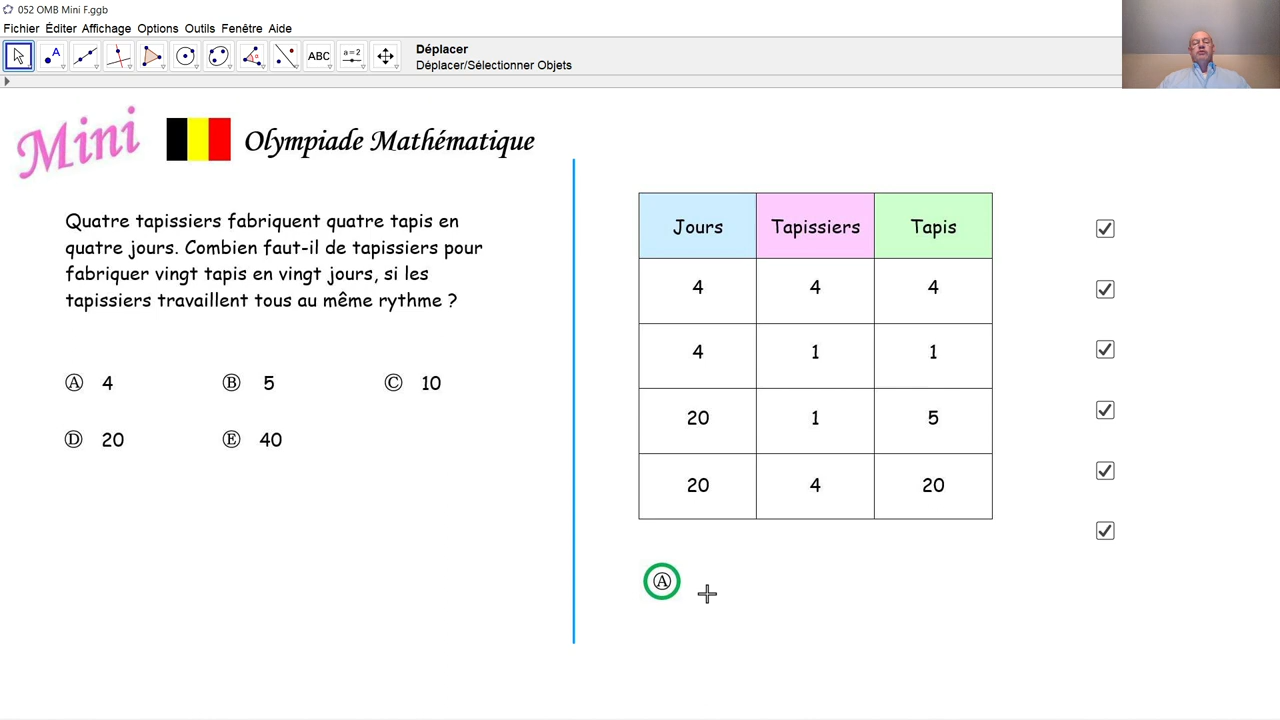 052 OMB Mini F.ggb
Fichier Éditer Affichage Options Outils Fenêtre Aide
A
ABC
a=2
Déplacer
Déplacer/Sélectionner Objets
Mini
Olympiade Mathématique
Quatre tapissiers fabriquent quatre tapis en
quatre jours. Combien faut-il de tapissiers pour
fabriquer vingt tapis en vingt jours, si les
tapissiers travaillent tous au même rythme ?
Ⓐ 4 Ⓑ 5 Ⓒ 10
Ⓓ 20 Ⓔ 40
Jours Tapissiers Tapis
4 4 4
4 1 1
20 1 5
20 4 20
Ⓐ